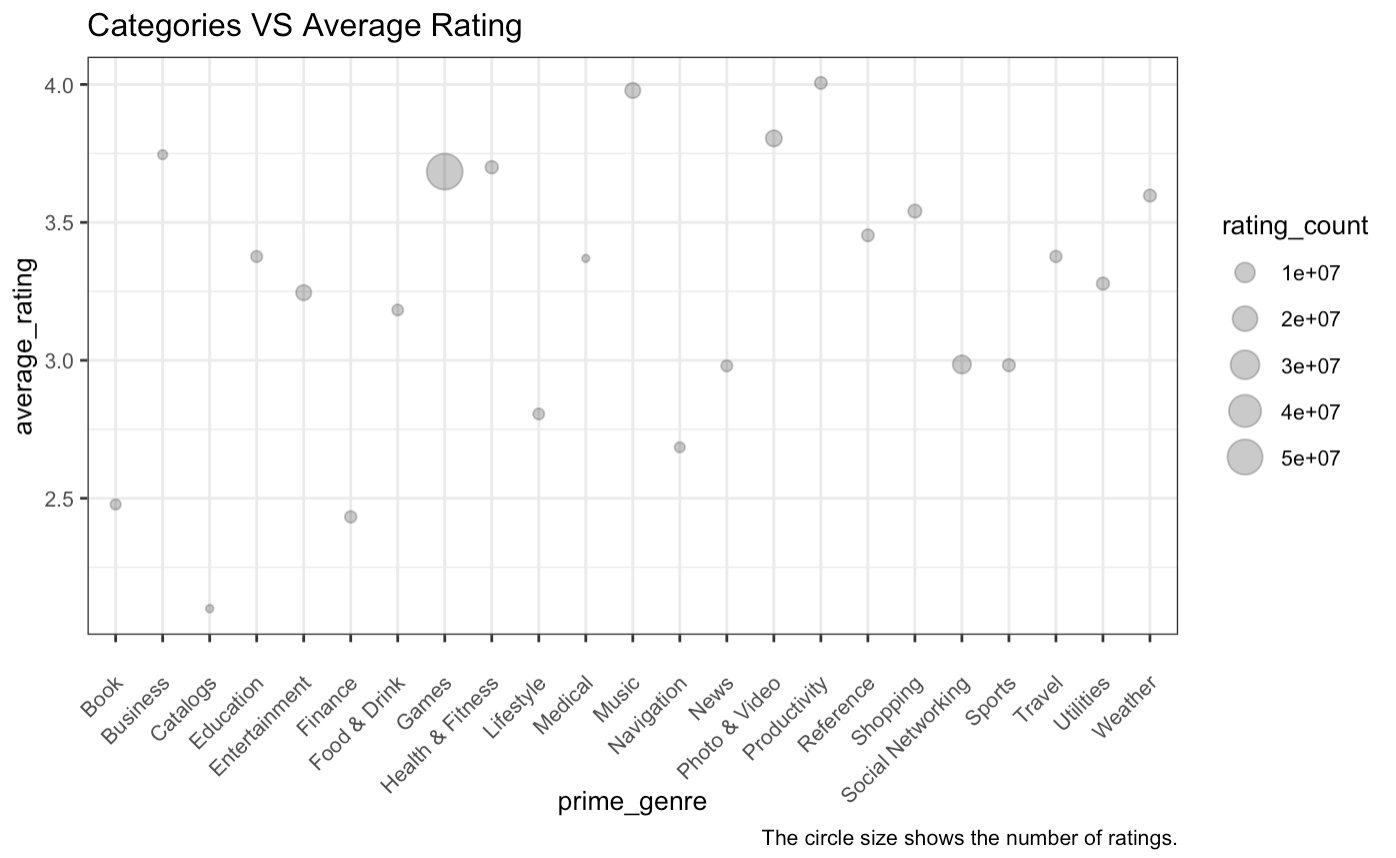 Categories VS Average Rating
average_rating
4.0
3.5
3.0
2.5
Book
Business
Catalogs
Education
Entertainment
Finance
Food & Drink
Games
Health & Fitness
Lifestyle
Medical
Music
Navigation
News
Photo & Video
Productivity
Reference
Shopping
Social Networking
Sports
Travel
Utilities
Weather
prime_genre
rating_count
1e+07
2e+07
3e+07
4e+07
5e+07
The circle size shows the number of ratings.